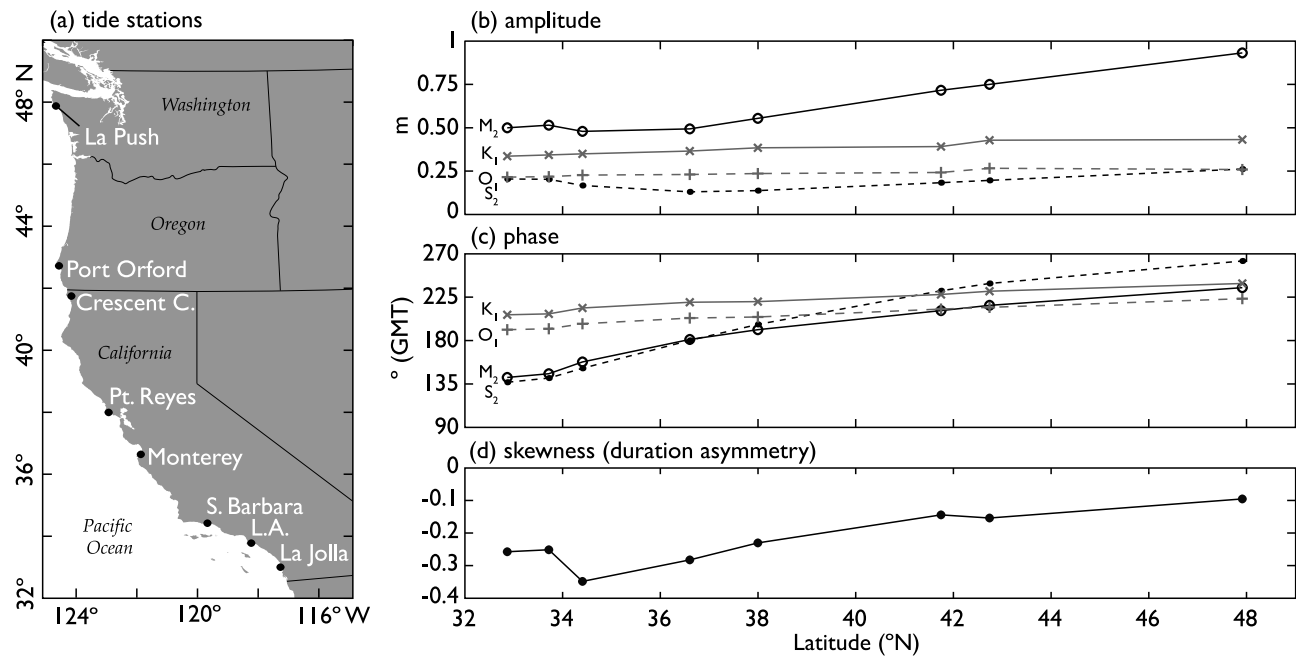 (a) tide stations
48° N
44°
40°
36°
32°
124°
120°
116° W
Washington
La Push
Oregon
Port Orford
Crescent C.
California
Pt. Reyes
Monterey
S. Barbara
L.A.
La Jolla
Pacific
Ocean
(b) amplitude
1
0.75
0.50
0.25
0
m
M₂
K₁
O₁
S₂
(c) phase
270
225
180
135
90
° (GMT)
K₁
O₁
M₂
S₂
(d) skewness (duration asymmetry)
0
-0.1
-0.2
-0.3
-0.4
32 34 36 38 40 42 44 46 48
Latitude (ºN)